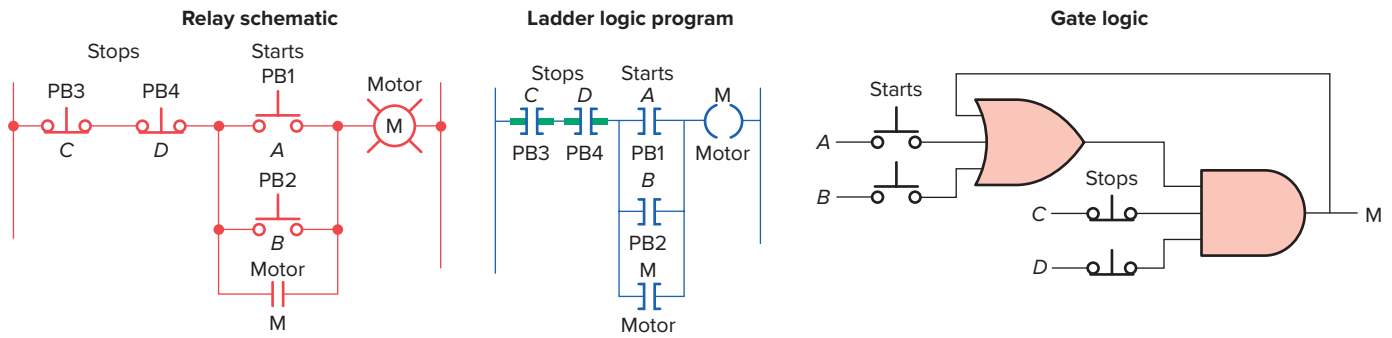 Relay schematic
Stops
Starts
PB1
PB3
PB4
Motor
M
C
D
A
PB2
B
Motor
M
Ladder logic program
Stops
Starts
C
D
A
M
PB3
PB4
PB1
Motor
B
PB2
M
Motor
Gate logic
Starts
A
B
Stops
C
M
D